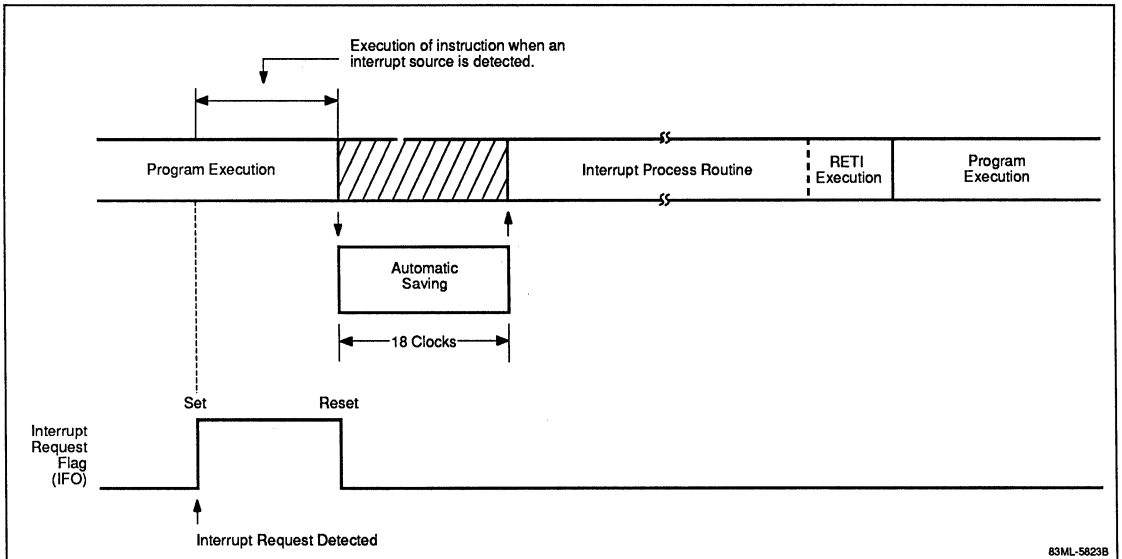 Execution of instruction when an
interrupt source is detected.
Program Execution
Interrupt Process Routine
RETI
Execution
Program
Execution
Automatic
Saving
18 Clocks
Set
Reset
Interrupt
Request
Flag
(IFO)
Interrupt Request Detected
83ML-5823B